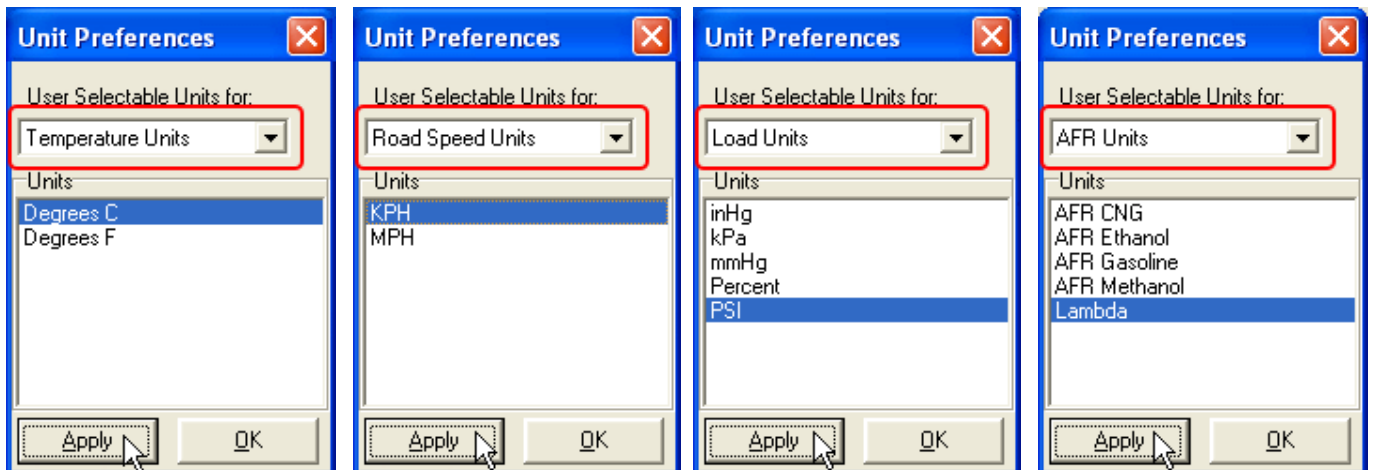 Unit Preferences
User Selectable Units for:
Temperature Units
Units
Degrees C
Degrees F
Apply
OK
Unit Preferences
User Selectable Units for:
Road Speed Units
Units
KPH
MPH
Apply
OK
Unit Preferences
User Selectable Units for:
Load Units
Units
inHg
kPa
mmHg
Percent
PSI
Apply
OK
Unit Preferences
User Selectable Units for:
AFR Units
Units
AFR CNG
AFR Ethanol
AFR Gasoline
AFR Methanol
Lambda
Apply
OK